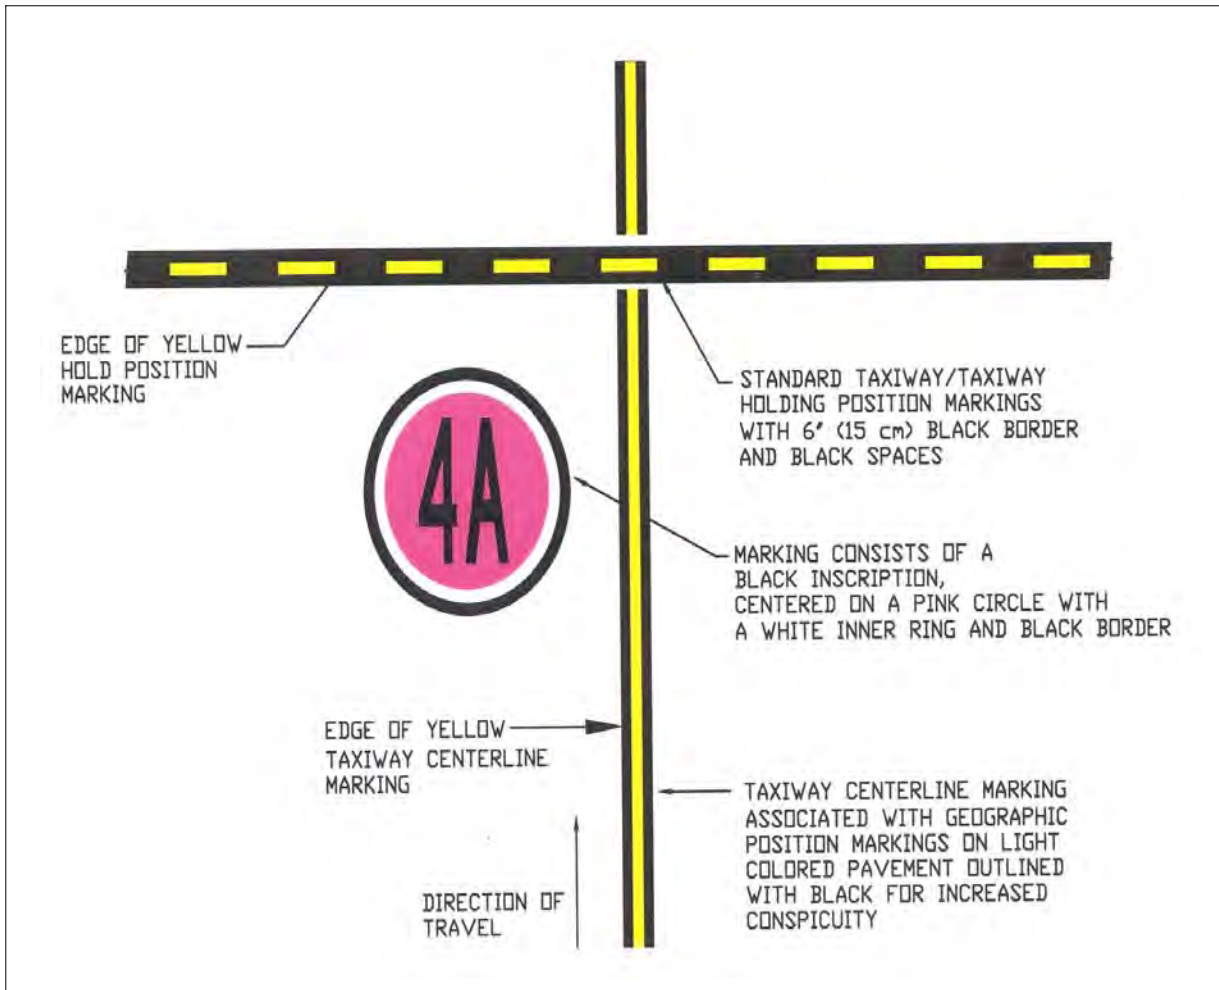 EDGE OF YELLOW
HOLD POSITION
MARKING
STANDARD TAXIWAY/TAXIWAY
HOLDING POSITION MARKINGS
WITH 6" (15 cm) BLACK BORDER
AND BLACK SPACES
4A
MARKING CONSISTS OF A
BLACK INSCRIPTION,
CENTERED ON A PINK CIRCLE WITH
A WHITE INNER RING AND BLACK BORDER
EDGE OF YELLOW
TAXIWAY CENTERLINE
MARKING
TAXIWAY CENTERLINE MARKING
ASSOCIATED WITH GEOGRAPHIC
POSITION MARKINGS ON LIGHT
COLORED PAVEMENT OUTLINED
WITH BLACK FOR INCREASED
CONSPICUITY
DIRECTION OF
TRAVEL